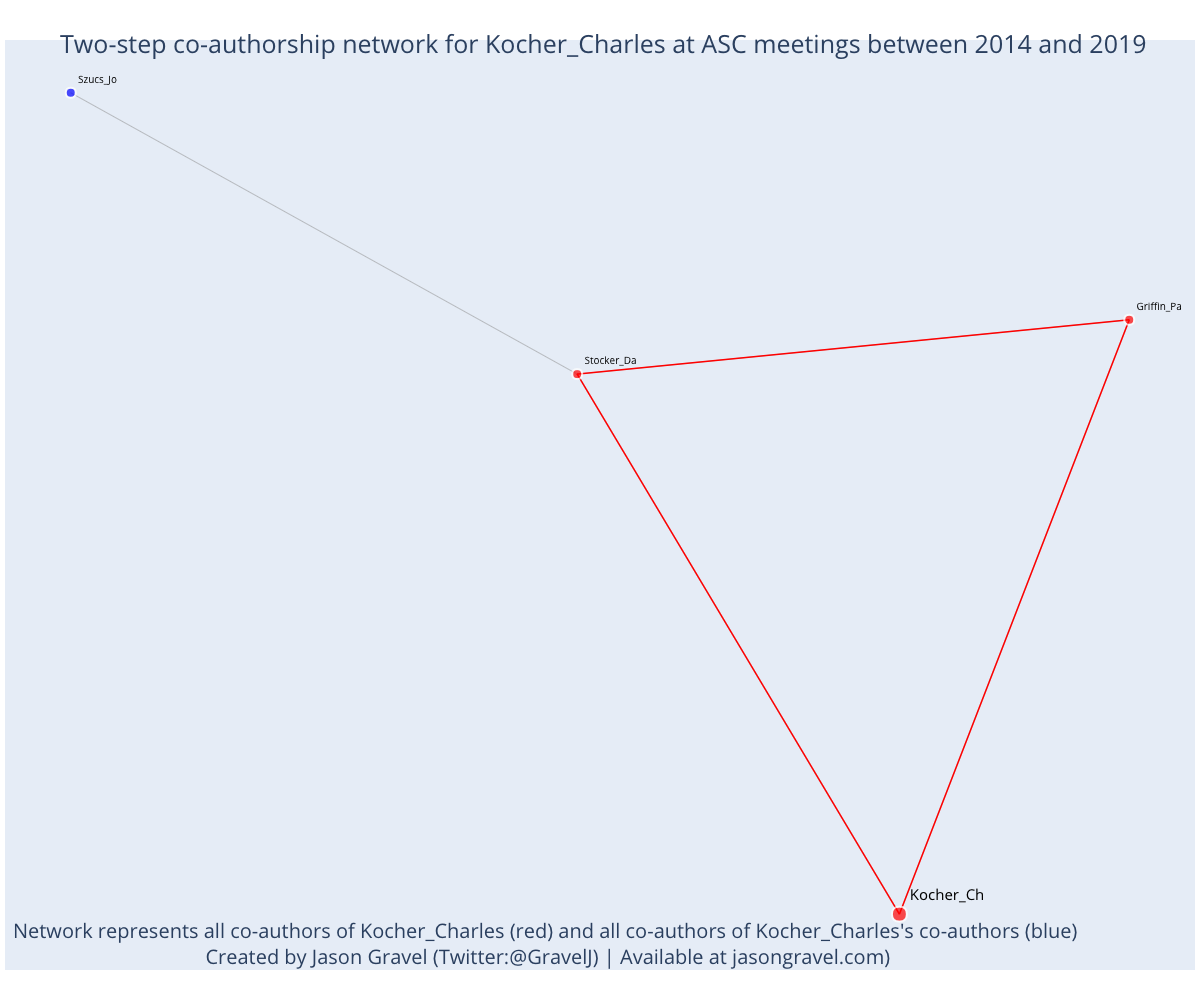 Two-step co-authorship network for Kocher_Charles at ASC meetings between 2014 and 2019
Szucs_Jo
Griffin_Pa
Stocker_Da
Kocher_Ch
Network represents all co-authors of Kocher_Charles (red) and all co-authors of Kocher_Charles's co-authors (blue)
Created by Jason Gravel (Twitter:@GravelJ) | Available at jasongravel.com)